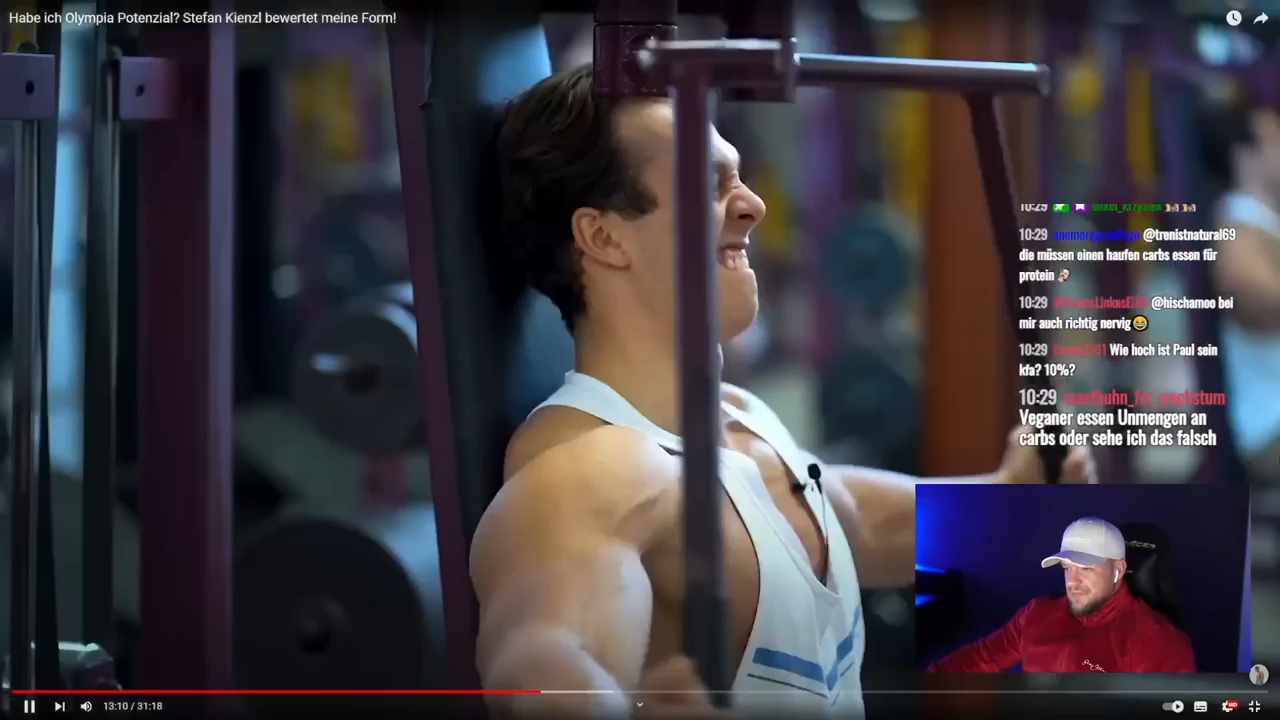 Habe ich Olympia Potenzial? Stefan Kienzl bewertet meine Form!
10:29
10:29 @trenistnatural69
die müssen einen haufen carbs essen für
protein
10:29 @hischamoo bei
mir auch richtig nervig
10:29 Wie hoch ist Paul sein
kfa? 10%?
10:29 masthuhn_for_wachstum
Veganer essen Unmengen an
carbs oder sehe ich das falsch
13:10 / 31:18
HD